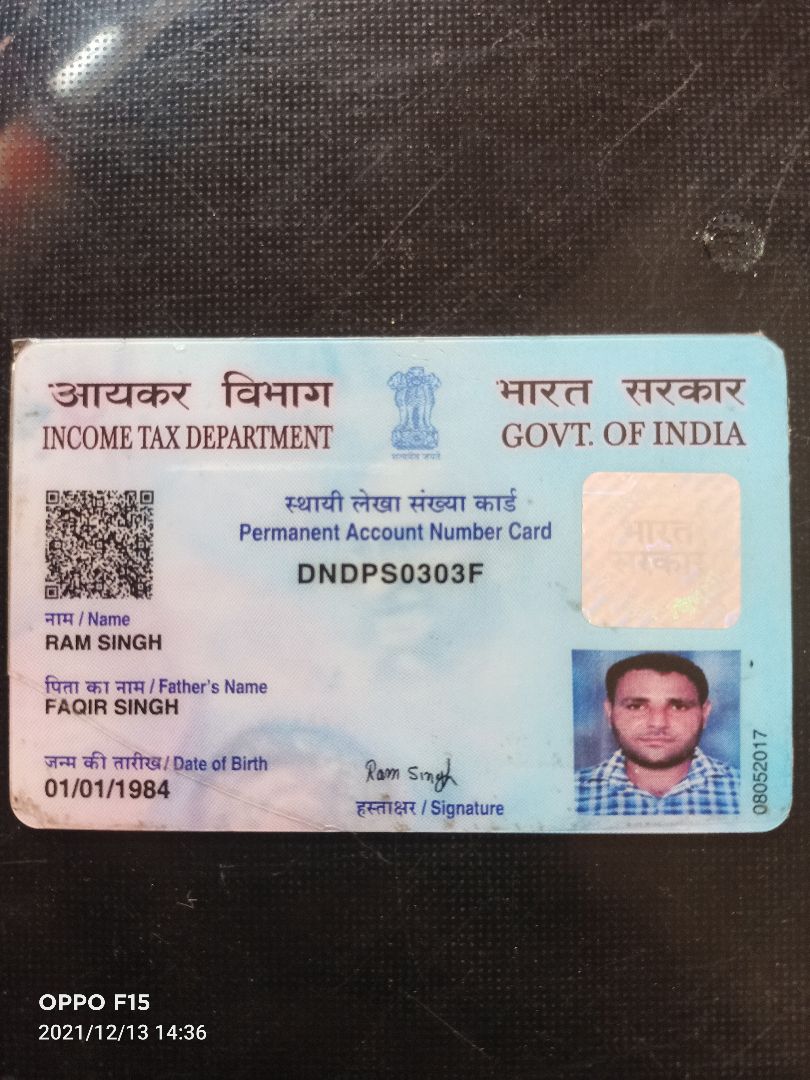 आयकर विभाग
INCOME TAX DEPARTMENT
सत्यमेव जयते
भारत सरकार
GOVT. OF INDIA
स्थायी लेखा संख्या कार्ड
Permanent Account Number Card
DNDPS0303F
भारत
सरकार
नाम / Name
RAM SINGH
पिता का नाम / Father's Name
FAQIR SINGH
जन्म की तारीख / Date of Birth
01/01/1984
Ram Singh
हस्ताक्षर / Signature
08052017
OPPO F15
2021/12/13 14:36